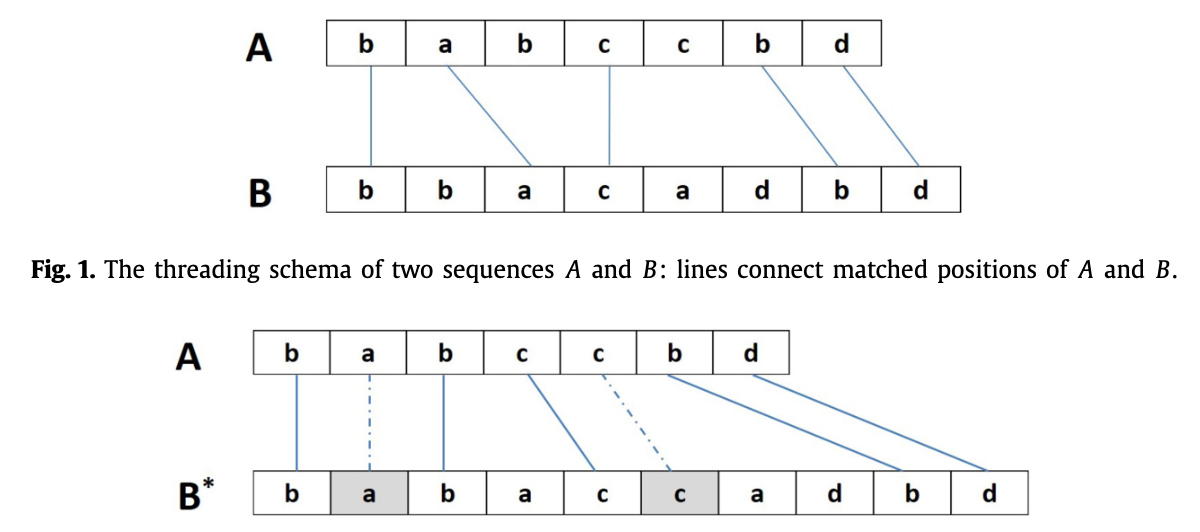 A b a b c c b d
B b b a c a d b d
Fig. 1. The threading schema of two sequences A and B: lines connect matched positions of A and B.
A b a b c c b d
B* b a b a c c a d b d